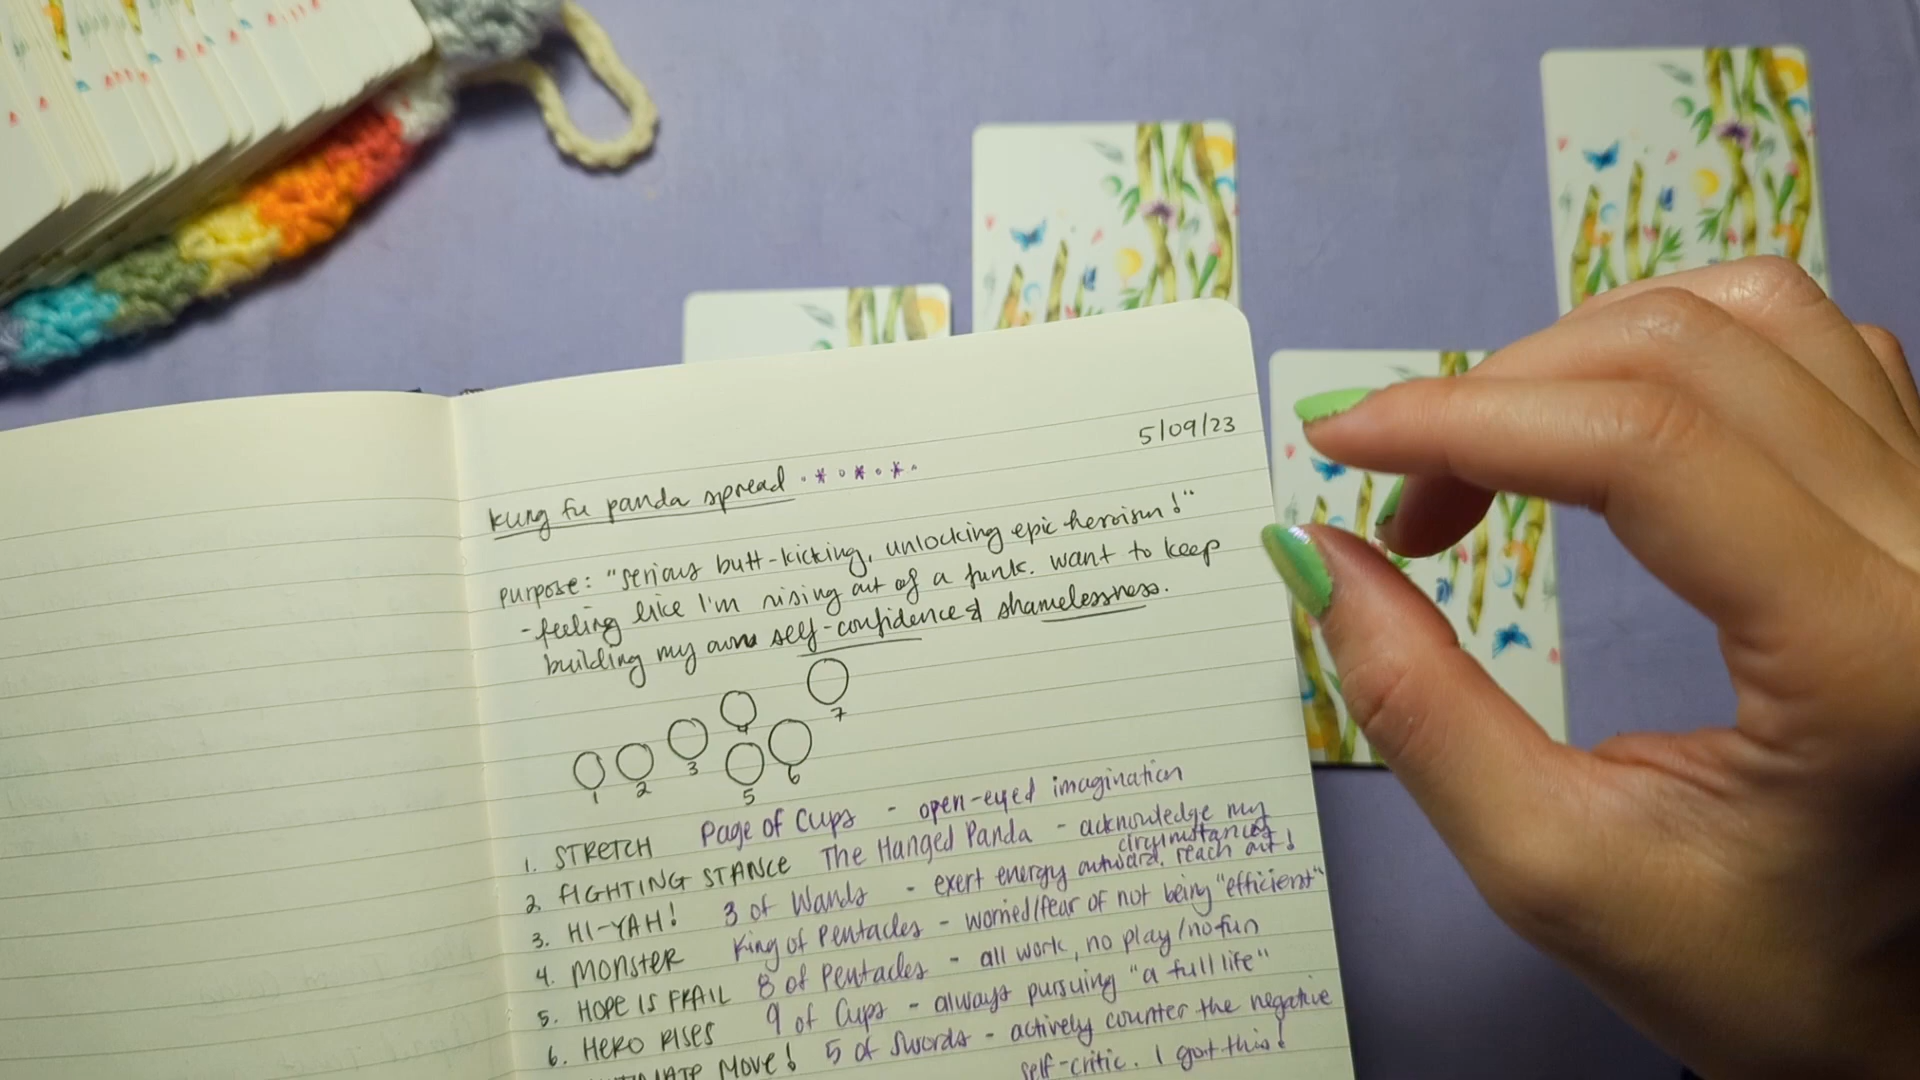 5/09/23
kung fu panda spread
purpose: "serious butt-kicking, unlocking epic heroism!"
- feeling like I'm rising out of a funk. want to keep
building my own self-confidence & shamelessness.
1 2 3 4 5 6 7
1. STRETCH Page of Cups - open-eyed imagination
2. FIGHTING STANCE The Hanged Panda - acknowledge my
circumstances
3. HI-YAH! 3 of Wands - exert energy outward. reach out!
4. MONSTER King of Pentacles - worried/fear of not being "efficient"
5. HOPE IS FRAIL 8 of Pentacles - all work, no play/no fun
6. HERO RISES 9 of Cups - always pursuing "a full life"
MOVE! 5 of Swords - actively counter the negative
self-critic. I got this!